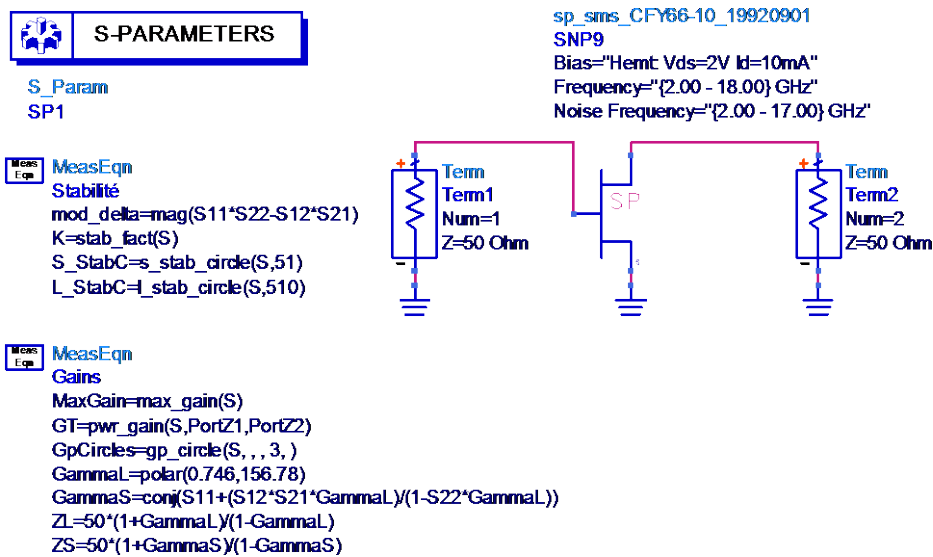 S-PARAMETERS
S_Param
SP1
sp_sms_CFY66-10_19920901
SNP9
Bias="Hemt: Vds=2V Id=10mA"
Frequency="{2.00 - 18.00} GHz"
Noise Frequency="{2.00 - 17.00} GHz"
Meas
Eqn
MeasEqn
Stabilité
mod_delta=mag(S11*S22-S12*S21)
K=stab_fact(S)
S_StabC=s_stab_circle(S,51)
L_StabC=l_stab_circle(S,510)
+
Term
Term1
Num=1
Z=50 Ohm
-
SP
+
Term
Term2
Num=2
Z=50 Ohm
-
Meas
Eqn
MeasEqn
Gains
MaxGain=max_gain(S)
GT=pwr_gain(S,PortZ1,PortZ2)
GpCircles=gp_circle(S, , , 3, )
GammaL=polar(0.746,156.78)
GammaS=conj(S11+(S12*S21*GammaL)/(1-S22*GammaL))
ZL=50*(1+GammaL)/(1-GammaL)
ZS=50*(1+GammaS)/(1-GammaS)